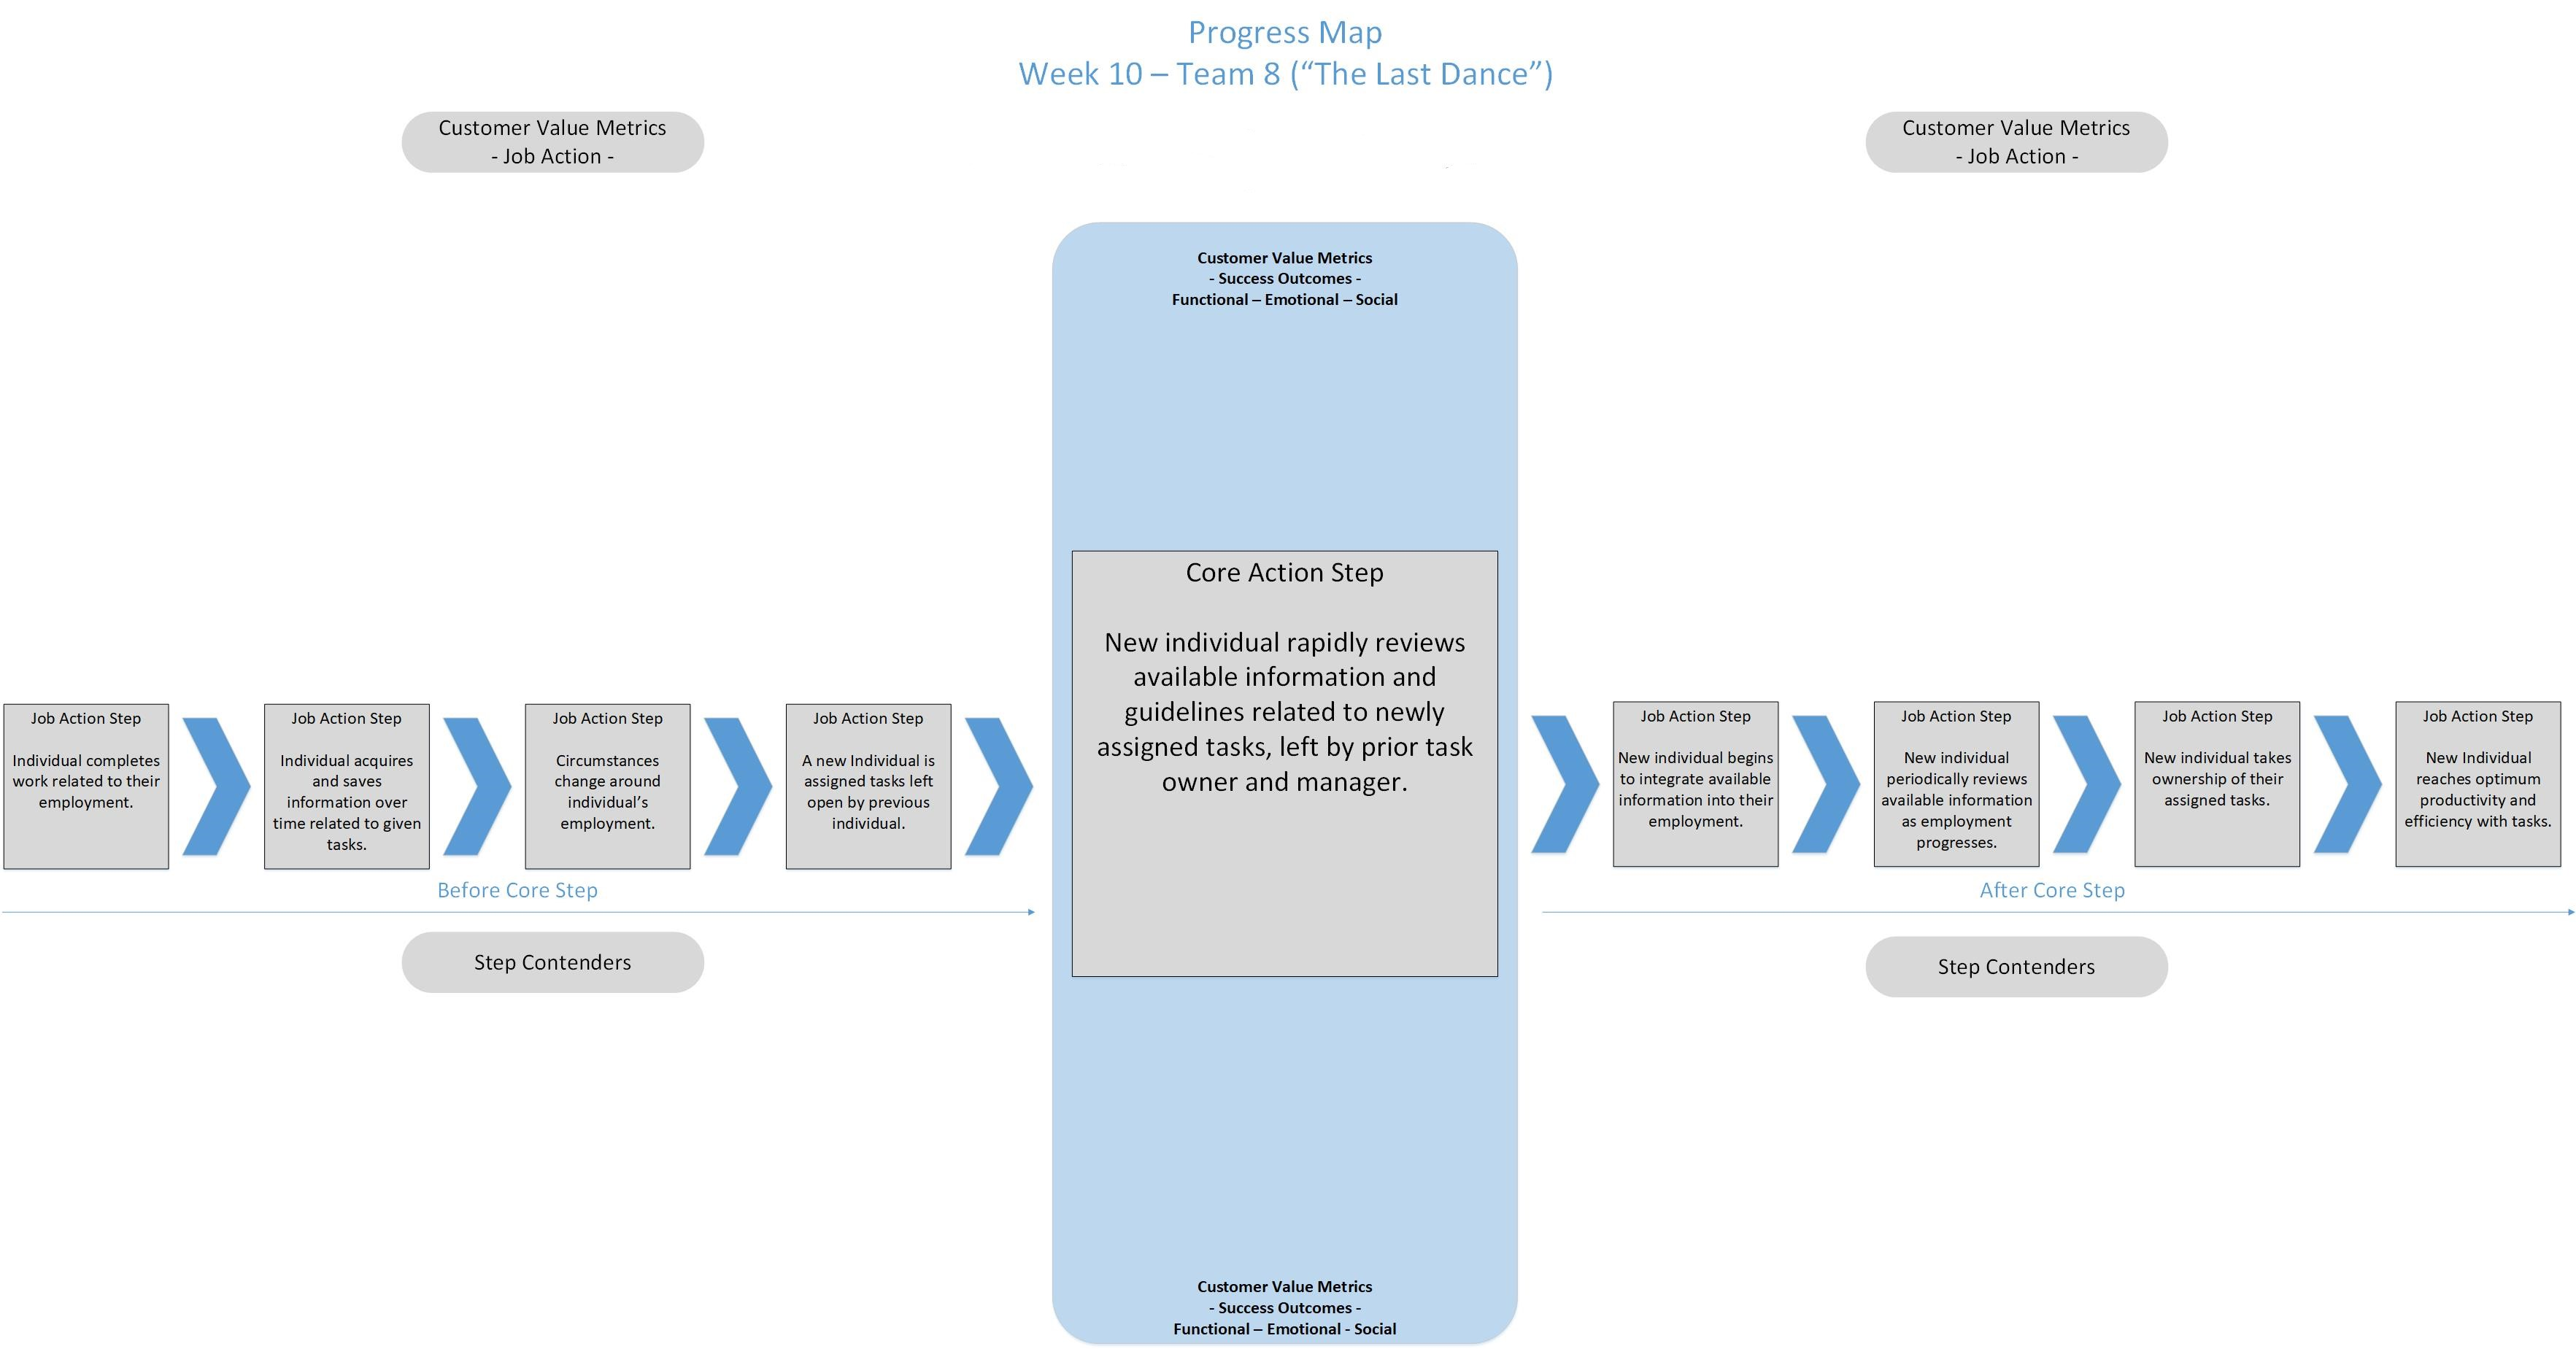 Progress Map
Week 10 – Team 8 (“The Last Dance”)
Customer Value Metrics
- Job Action -
Customer Value Metrics
- Job Action -
Customer Value Metrics
- Success Outcomes -
Functional – Emotional – Social
Job Action Step
Individual completes
work related to their
employment.
Job Action Step
Individual acquires
and saves
information over
time related to given
tasks.
Job Action Step
Circumstances
change around
individual’s
employment.
Job Action Step
A new Individual is
assigned tasks left
open by previous
individual.
Core Action Step
New individual rapidly reviews
available information and
guidelines related to newly
assigned tasks, left by prior task
owner and manager.
Job Action Step
New individual begins
to integrate available
information into their
employment.
Job Action Step
New individual
periodically reviews
available information
as employment
progresses.
Job Action Step
New individual takes
ownership of their
assigned tasks.
Job Action Step
New Individual
reaches optimum
productivity and
efficiency with tasks.
Before Core Step
After Core Step
Step Contenders
Step Contenders
Customer Value Metrics
- Success Outcomes -
Functional – Emotional - Social